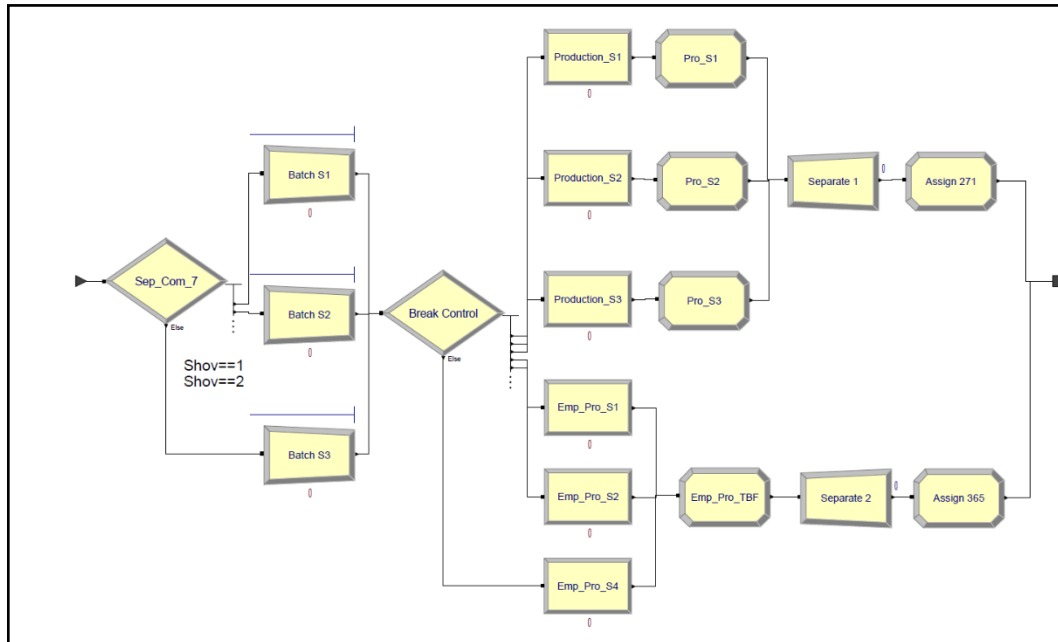 Production_S1
Pro_S1
0
Batch S1
0
Production_S2
Pro_S2
0
Separate 1
0
Assign 271
Sep_Com_7
Else
Shov==1
Shov==2
Batch S2
0
Break Control
Else
Production_S3
Pro_S3
0
Batch S3
0
Emp_Pro_S1
0
Emp_Pro_S2
0
Emp_Pro_TBF
Separate 2
0
Assign 365
Emp_Pro_S4
0